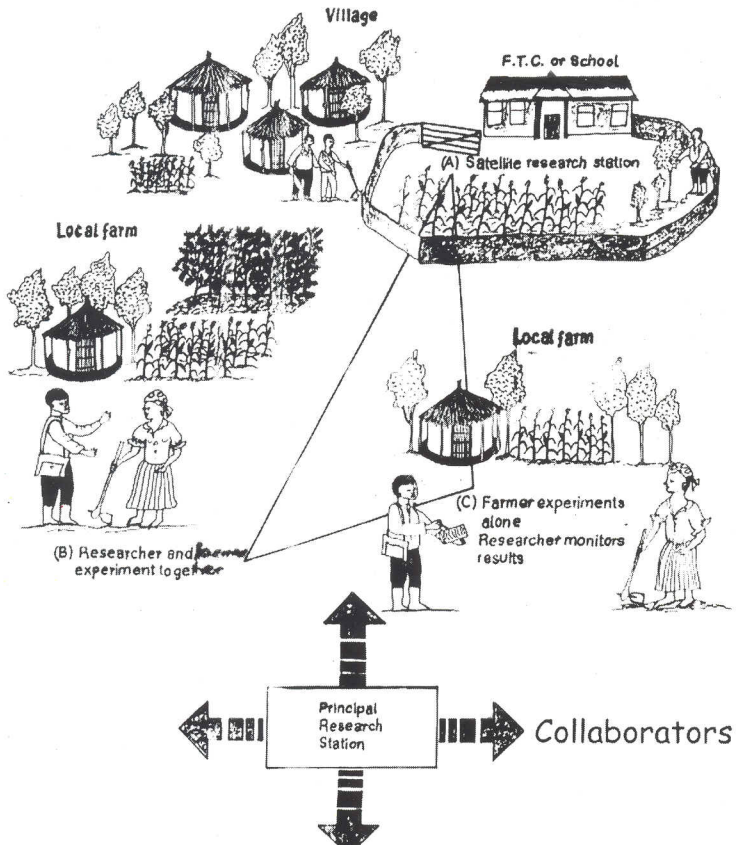 Village
F.T.C. or School
(A) Satellite research station
Local farm
Local farm
(B) Researcher and farmer
experiment together
(C) Farmer experiments
alone
Researcher monitors
results
Principal
Research
Station
Collaborators